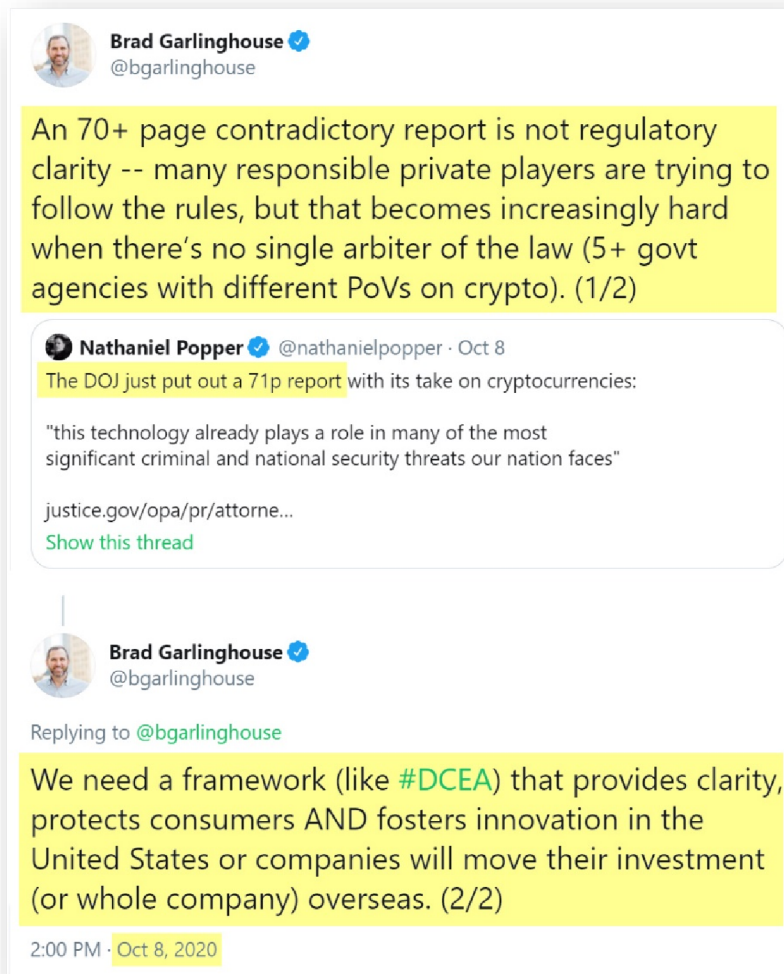 Brad Garlinghouse
@bgarlinghouse
An 70+ page contradictory report is not regulatory
clarity -- many responsible private players are trying to
follow the rules, but that becomes increasingly hard
when there's no single arbiter of the law (5+ govt
agencies with different PoVs on crypto). (1/2)
Nathaniel Popper @nathanielpopper · Oct 8
The DOJ just put out a 71p report with its take on cryptocurrencies:
"this technology already plays a role in many of the most
significant criminal and national security threats our nation faces"
justice.gov/opa/pr/attorne...
Show this thread
Brad Garlinghouse
@bgarlinghouse
Replying to @bgarlinghouse
We need a framework (like #DCEA) that provides clarity,
protects consumers AND fosters innovation in the
United States or companies will move their investment
(or whole company) overseas. (2/2)
2:00 PM · Oct 8, 2020